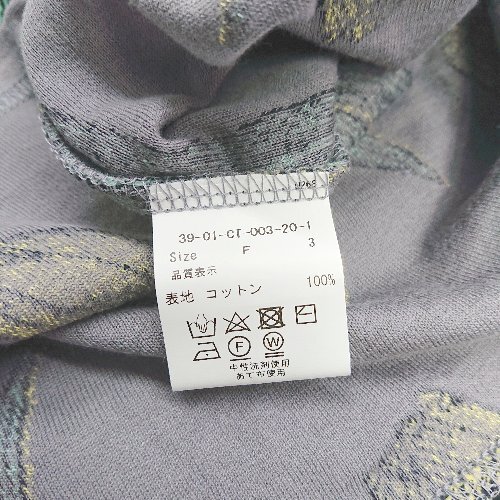 39-01-CT-003-20-1
Size F 3
品質表示
表地 コットン 100%
F W
中性洗剤使用
あて布使用